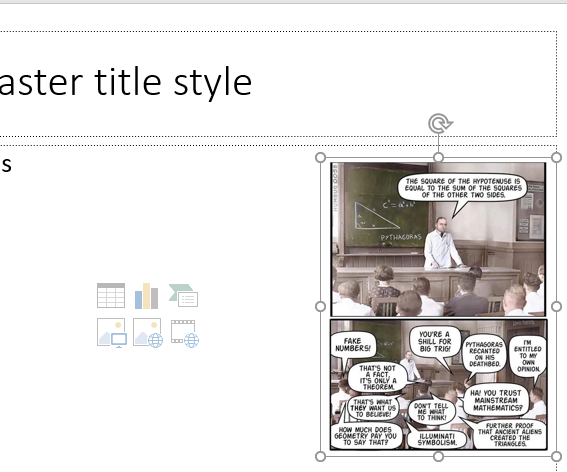 aster title style
s
THE SQUARE OF THE HYPOTENUSE IS
EQUAL TO THE SUM OF THE SQUARES
OF THE OTHER TWO SIDES.
C² = a² + b²
PYTHAGORAS
FAKE
NUMBERS!
YOU'RE A
SHILL FOR
BIG TRIG!
PYTHAGORAS
RECANTED
ON HIS
DEATHBED.
I'M
ENTITLED
TO MY
OWN
OPINION.
THAT'S NOT
A FACT,
IT'S ONLY A
THEOREM.
HA! YOU TRUST
MAINSTREAM
MATHEMATICS?
THAT'S WHAT
THEY WANT US
TO BELIEVE!
DON'T TELL
ME WHAT
TO THINK!
HOW MUCH DOES
GEOMETRY PAY YOU
TO SAY THAT?
ILLUMINATI
SYMBOLISM.
FURTHER PROOF
THAT ANCIENT ALIENS
CREATED THE
TRIANGLES.